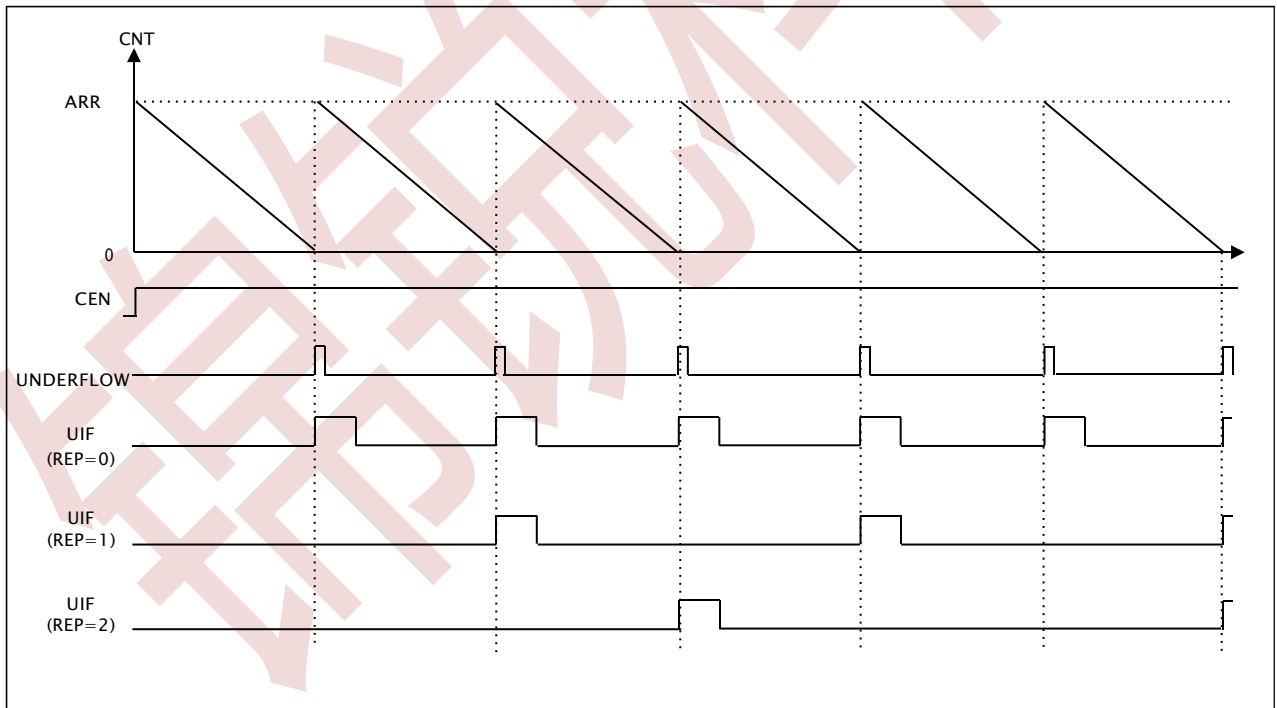 CNT
ARR
0
CEN
UNDERFLOW
UIF
(REP=0)
UIF
(REP=1)
UIF
(REP=2)